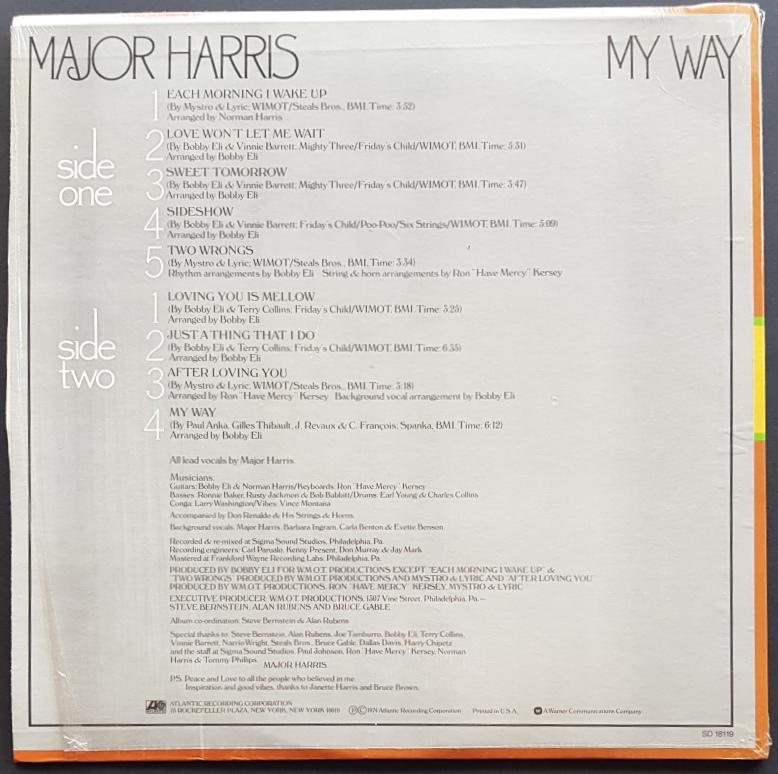 MAJOR HARRIS MY WAY
side one
1 EACH MORNING I WAKE UP
(By Mystro & Lyric; WIMOT/Steals Bros., BMI. Time: 3:52)
Arranged by Norman Harris
2 LOVE WON'T LET ME WAIT
(By Bobby Eli & Vinnie Barrett; Mighty Three/Friday's Child/WIMOT, BMI. Time: 5:31)
Arranged by Bobby Eli
3 SWEET TOMORROW
(By Bobby Eli & Vinnie Barrett; Mighty Three/Friday's Child/WIMOT, BMI. Time: 3:47)
Arranged by Bobby Eli
4 SIDESHOW
(By Bobby Eli & Vinnie Barrett; Friday's Child/Poo-Poo/Six Strings/WIMOT, BMI. Time: 5:09)
Arranged by Bobby Eli
5 TWO WRONGS
(By Mystro & Lyric; WIMOT/Steals Bros., BMI. Time: 3:34)
Rhythm arrangements by Bobby Eli String & horn arrangements by Ron "Have Mercy" Kersey
side two
1 LOVING YOU IS MELLOW
(By Bobby Eli & Terry Collins; Friday's Child/WIMOT, BMI. Time: 3:25)
Arranged by Bobby Eli
2 JUST A THING THAT I DO
(By Bobby Eli & Terry Collins; Friday's Child/WIMOT, BMI. Time: 6:35)
Arranged by Bobby Eli
3 AFTER LOVING YOU
(By Mystro & Lyric; WIMOT/Steals Bros., BMI. Time: 3:18)
Arranged by Ron "Have Mercy" Kersey Background vocal arrangement by Bobby Eli
4 MY WAY
(By Paul Anka, Gilles Thibault, J. Revaux & C. François; Spanka, BMI. Time: 6:12)
Arranged by Bobby Eli
All lead vocals by Major Harris.
Musicians:
Guitars: Bobby Eli & Norman Harris/Keyboards: Ron "Have Mercy" Kersey
Basses: Ronnie Baker, Rusty Jackmon & Bob Babbitt/Drums: Earl Young & Charles Collins
Conga: Larry Washington/Vibes: Vince Montana
Accompanied by Don Renaldo & His Strings & Horns.
Background vocals: Major Harris, Barbara Ingram, Carla Benton & Evette Benson.
Recorded & re-mixed at Sigma Sound Studios, Philadelphia, Pa.
Recording engineers: Carl Paruolo, Kenny Present, Don Murray & Jay Mark
Mastered at Frankford Wayne Recording Labs, Philadelphia, Pa.
PRODUCED BY BOBBY ELI FOR W.M.O.T. PRODUCTIONS EXCEPT "EACH MORNING I WAKE UP" &
"TWO WRONGS" PRODUCED BY W.M.O.T. PRODUCTIONS AND MYSTRO & LYRIC AND "AFTER LOVING YOU"
PRODUCED BY W.M.O.T. PRODUCTIONS, RON "HAVE MERCY" KERSEY, MYSTRO & LYRIC
EXECUTIVE PRODUCER: W.M.O.T. PRODUCTIONS, 1307 Vine Street, Philadelphia, Pa.—
STEVE BERNSTEIN, ALAN RUBENS AND BRUCE GABLE
Album co-ordination: Steve Bernstein & Alan Rubens
Special thanks to: Steve Bernstein, Alan Rubens, Joe Tamburro, Bobby Eli, Terry Collins,
Vinnie Barrett, Narrio Wright, Steals Bros., Bruce Gable, Dallas Davis, Harry Chipetz
and the staff at Sigma Sound Studios, Paul Johnson, Ron "Have Mercy" Kersey, Norman
Harris & Tommy Phillips.
MAJOR HARRIS
P.S. Peace and Love to all the people who believed in me.
Inspiration and good vibes, thanks to Janette Harris and Bruce Brown.
ATLANTIC RECORDING CORPORATION
75 ROCKEFELLER PLAZA, NEW YORK, NEW YORK 10019 ℗© 1974 Atlantic Recording Corporation Printed in U.S.A. A Warner Communications Company
SD 18119